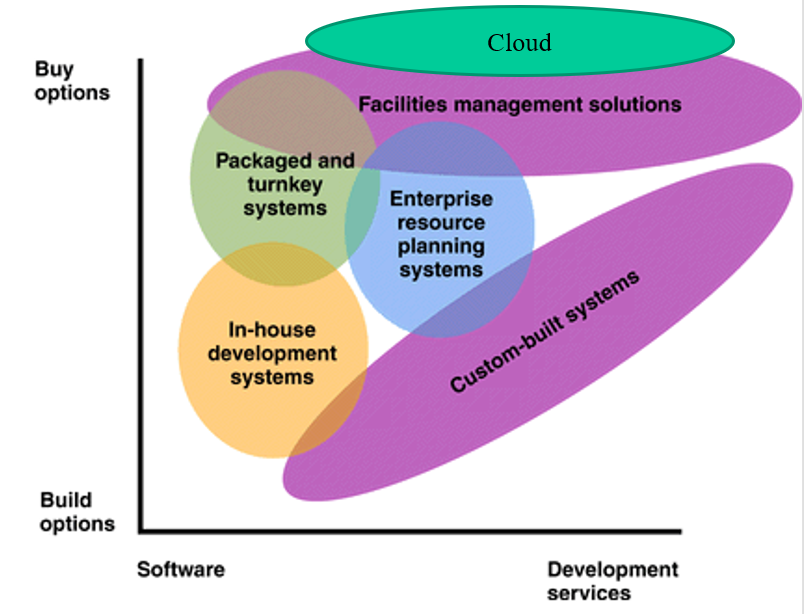 Cloud
Buy
options
Facilities management solutions
Packaged and
turnkey
systems
Enterprise
resource
planning
systems
In-house
development
systems
Custom-built systems
Build
options
Software
Development
services